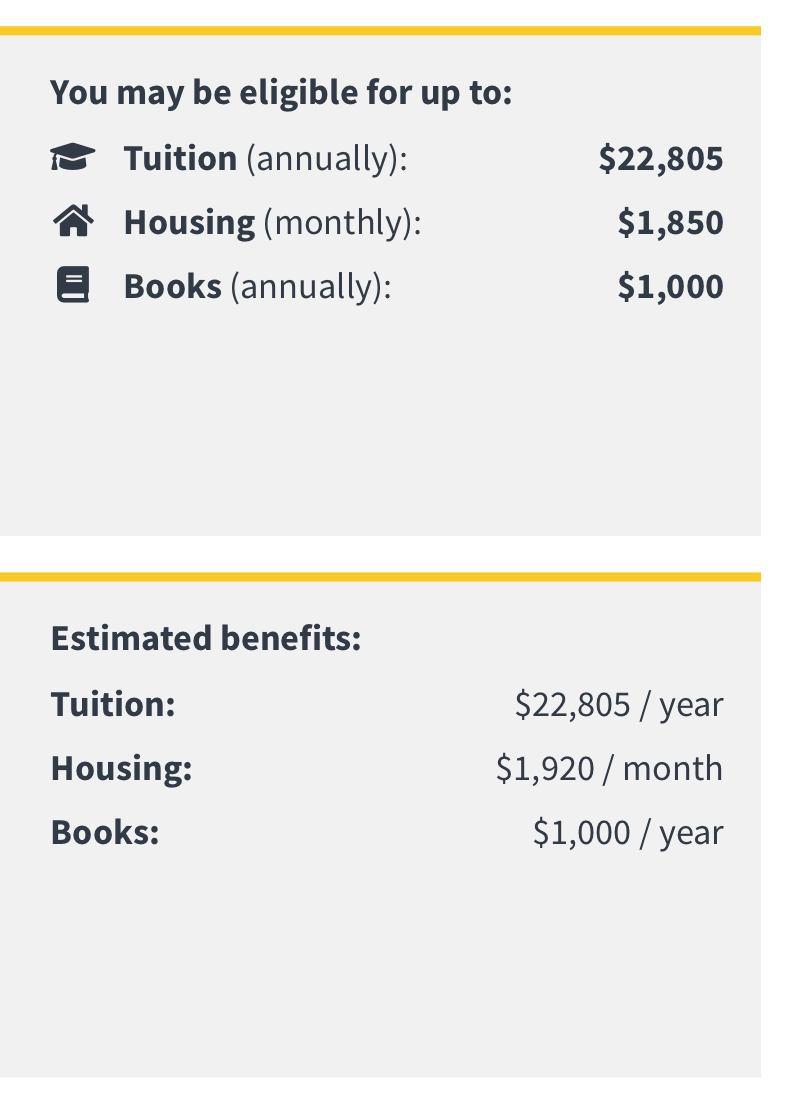 You may be eligible for up to:
Tuition (annually): $22,805
Housing (monthly): $1,850
Books (annually): $1,000
Estimated benefits:
Tuition: $22,805 / year
Housing: $1,920 / month
Books: $1,000 / year